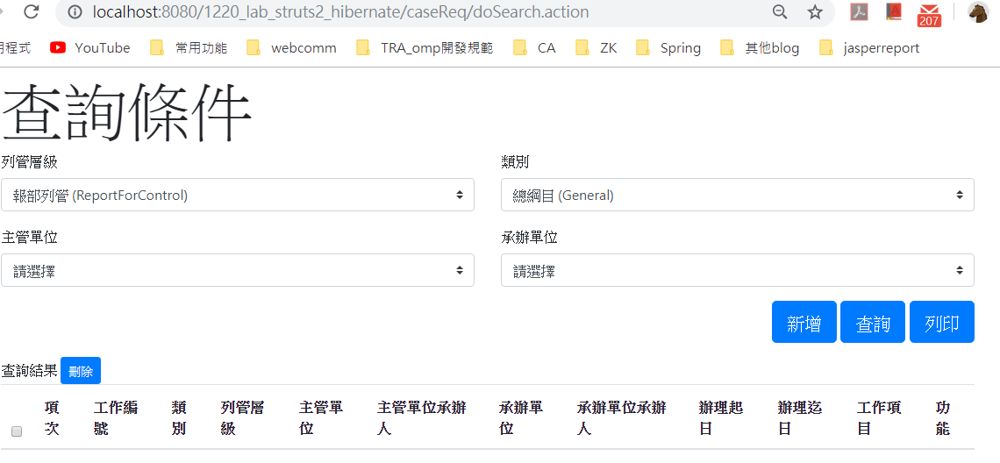 localhost:8080/1220_lab_struts2_hibernate/caseReq/doSearch.action
207
用程式 YouTube 常用功能 webcomm TRA_omp開發規範 CA ZK Spring 其他blog jasperreport
查詢條件
列管層級 類別
報部列管 (ReportForControl) 總綱目 (General)
主管單位 承辦單位
請選擇 請選擇
新增 查詢 列印
查詢結果 刪除
項次 工作編號 類別 列管層級 主管單位 主管單位承辦人 承辦單位 承辦單位承辦人 辦理起日 辦理迄日 工作項目 功能